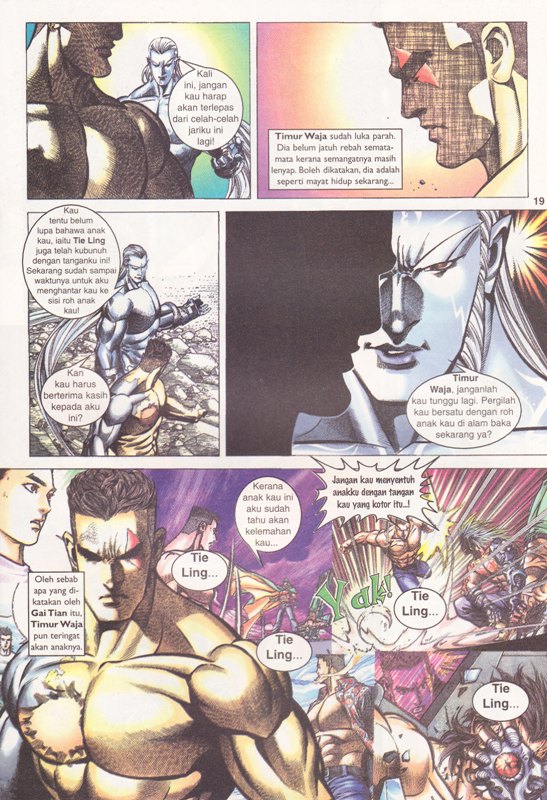 Kali
ini, jangan
kau harap
akan terlepas
dari celah-celah
jariku ini
lagi!
Timur Waja sudah luka parah.
Dia belum jatuh rebah semata-
mata kerana semangatnya masih
lenyap. Boleh dikatakan, dia adalah
seperti mayat hidup sekarang...
19
Kau
tentu belum
lupa bahawa anak
kau, iaitu Tie Ling
juga telah kubunuh
dengan tanganku ini!
Sekarang sudah sampai
waktunya untuk aku
menghantar kau ke
sisi roh anak
kau!
Kan
kau harus
berterima kasih
kepada aku
ini?
Timur
Waja, janganlah
kau tunggu lagi. Pergilah
kau bersatu dengan roh
anak kau di alam baka
sekarang ya?
Oleh sebab
apa yang di-
katakan oleh
Gai Tian itu,
Timur Waja
pun teringat
akan anaknya.
Kerana
anak kau ini
aku sudah
tahu akan
kelemahan
kau...
Jangan kau menyentuh
anakku dengan tangan
kau yang kotor itu..!
Tie
Ling...
Yak!
Tie
Ling...
Tie
Ling...
Tie
Ling...